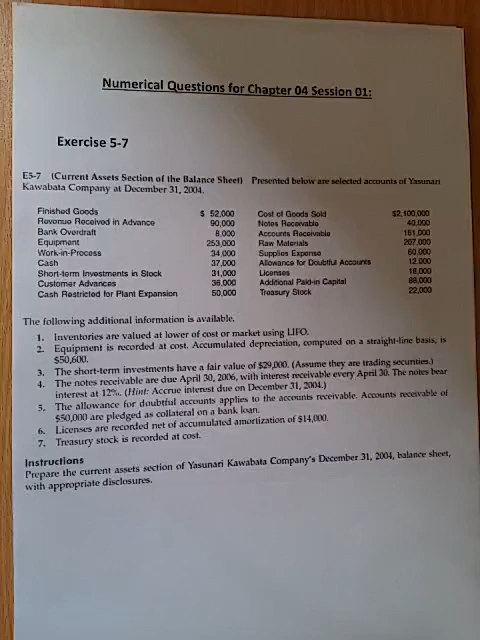 Numerical Questions for Chapter 04 Session 01:
Exercise 5-7
E5-7 (Current Assets Section of the Balance Sheet) Presented below are selected accounts of Yasunari
Kawabata Company at December 31, 2004.
Finished Goods $ 52,000 Cost of Goods Sold $2,100,000
Revenue Received in Advance 90,000 Notes Receivable 40,000
Bank Overdraft 8,000 Accounts Receivable 161,000
Equipment 253,000 Raw Materials 207,000
Work-in-Process 34,000 Supplies Expense 60,000
Cash 37,000 Allowance for Doubtful Accounts 12,000
Short-term Investments in Stock 31,000 Licenses 18,000
Customer Advances 36,000 Additional Paid-in Capital 88,000
Cash Restricted for Plant Expansion 50,000 Treasury Stock 22,000
The following additional information is available.
1. Inventories are valued at lower of cost or market using LIFO.
2. Equipment is recorded at cost. Accumulated depreciation, computed on a straight-line basis, is
$50,600.
3. The short-term investments have a fair value of $29,000. (Assume they are trading securities.)
4. The notes receivable are due April 30, 2006, with interest receivable every April 30. The notes bear
interest at 12%. (Hint: Accrue interest due on December 31, 2004.)
5. The allowance for doubtful accounts applies to the accounts receivable. Accounts receivable of
$50,000 are pledged as collateral on a bank loan.
6. Licenses are recorded net of accumulated amortization of $14,000.
7. Treasury stock is recorded at cost.
Instructions
Prepare the current assets section of Yasunari Kawabata Company's December 31, 2004, balance sheet,
with appropriate disclosures.